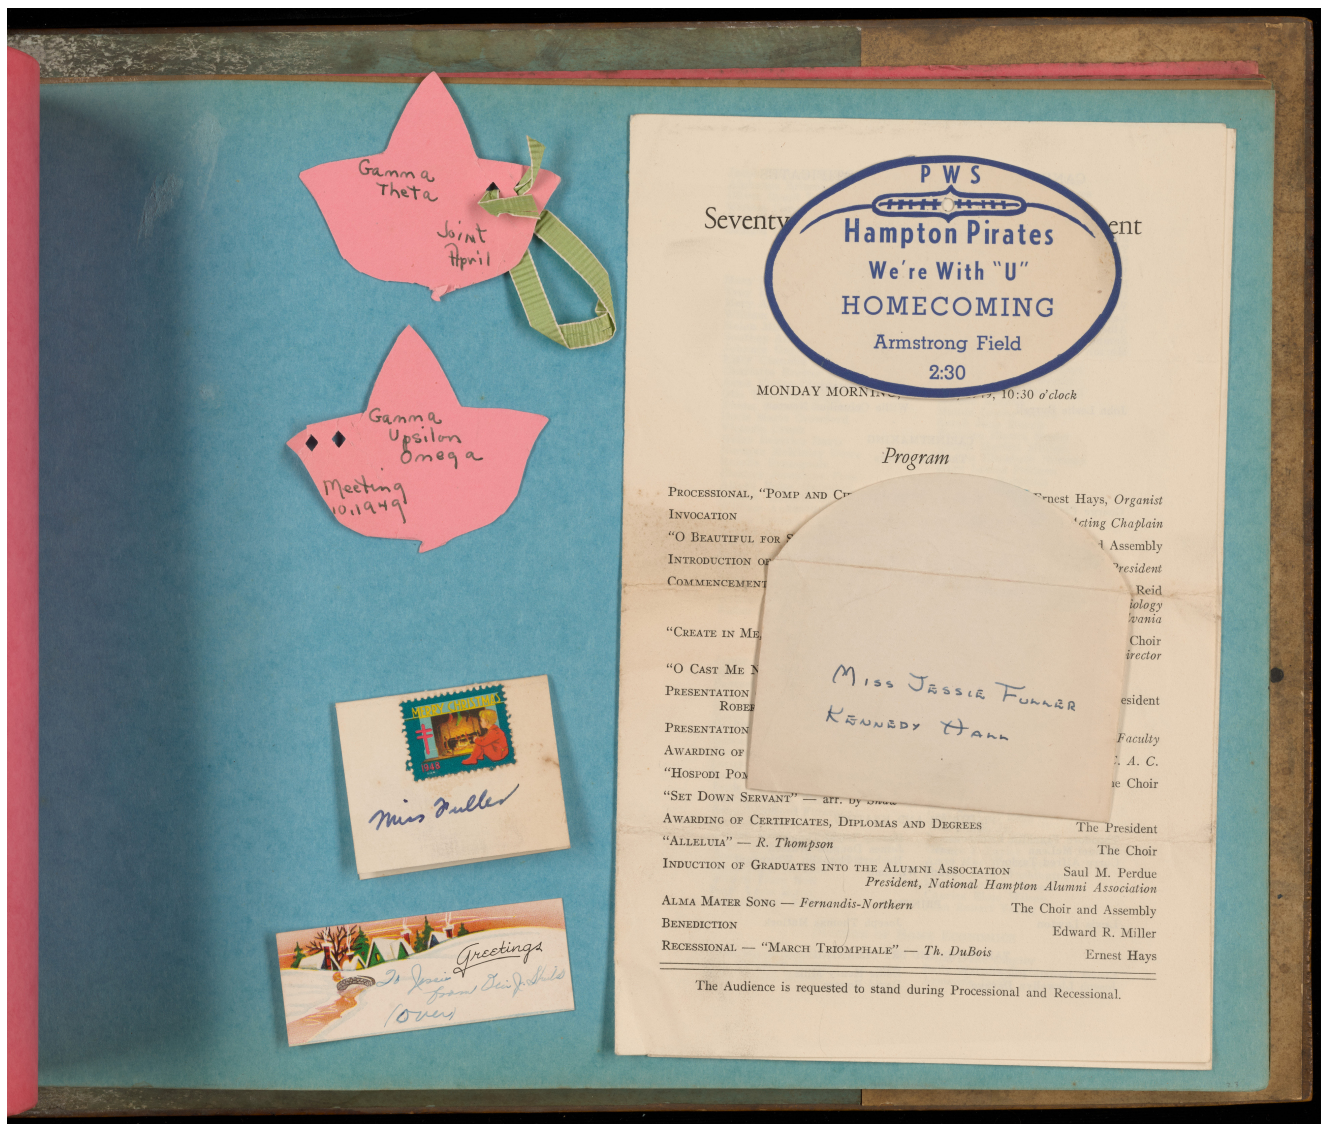 Gamma
Theta
Joint
April
Gamma
Upsilon
Omega
Meeting
10, 1949
MERRY CHRISTMAS
1948
Miss Fuller
Greetings
To Jessie
from
(over)
P W S
Hampton Pirates
We're With "U"
HOMECOMING
Armstrong Field
2:30
Seventy ent
MONDAY MORNING, 10:30 o'clock
Program
PROCESSIONAL, "POMP AND Ernest Hays, Organist
INVOCATION Acting Chaplain
"O BEAUTIFUL FOR Assembly
INTRODUCTION OF President
COMMENCEMENT Reid
iology
lvania
"CREATE IN ME, Choir
irector
"O CAST ME
PRESENTATION esident
ROBE
PRESENTATION Faculty
AWARDING OF A. C.
"HOSPODI POM e Choir
"SET DOWN SERVANT" — arr. by Shaw
AWARDING OF CERTIFICATES, DIPLOMAS AND DEGREES The President
"ALLELUIA" — R. Thompson The Choir
INDUCTION OF GRADUATES INTO THE ALUMNI ASSOCIATION Saul M. Perdue
President, National Hampton Alumni Association
ALMA MATER SONG — Fernandis-Northern The Choir and Assembly
BENEDICTION Edward R. Miller
RECESSIONAL — "MARCH TRIOMPHALE" — Th. DuBois Ernest Hays
The Audience is requested to stand during Processional and Recessional.
MISS JESSIE FULLER
KENNEDY HALL